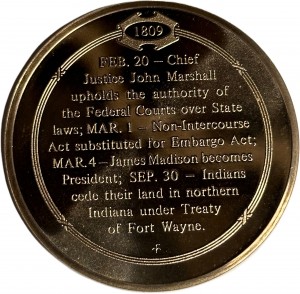 1809
FEB. 20 — Chief
Justice John Marshall
upholds the authority of
the Federal Courts over State
laws; MAR. 1 — Non-Intercourse
Act substituted for Embargo Act;
MAR. 4 — James Madison becomes
President; SEP. 30 — Indians
cede their land in northern
Indiana under Treaty
of Fort Wayne.